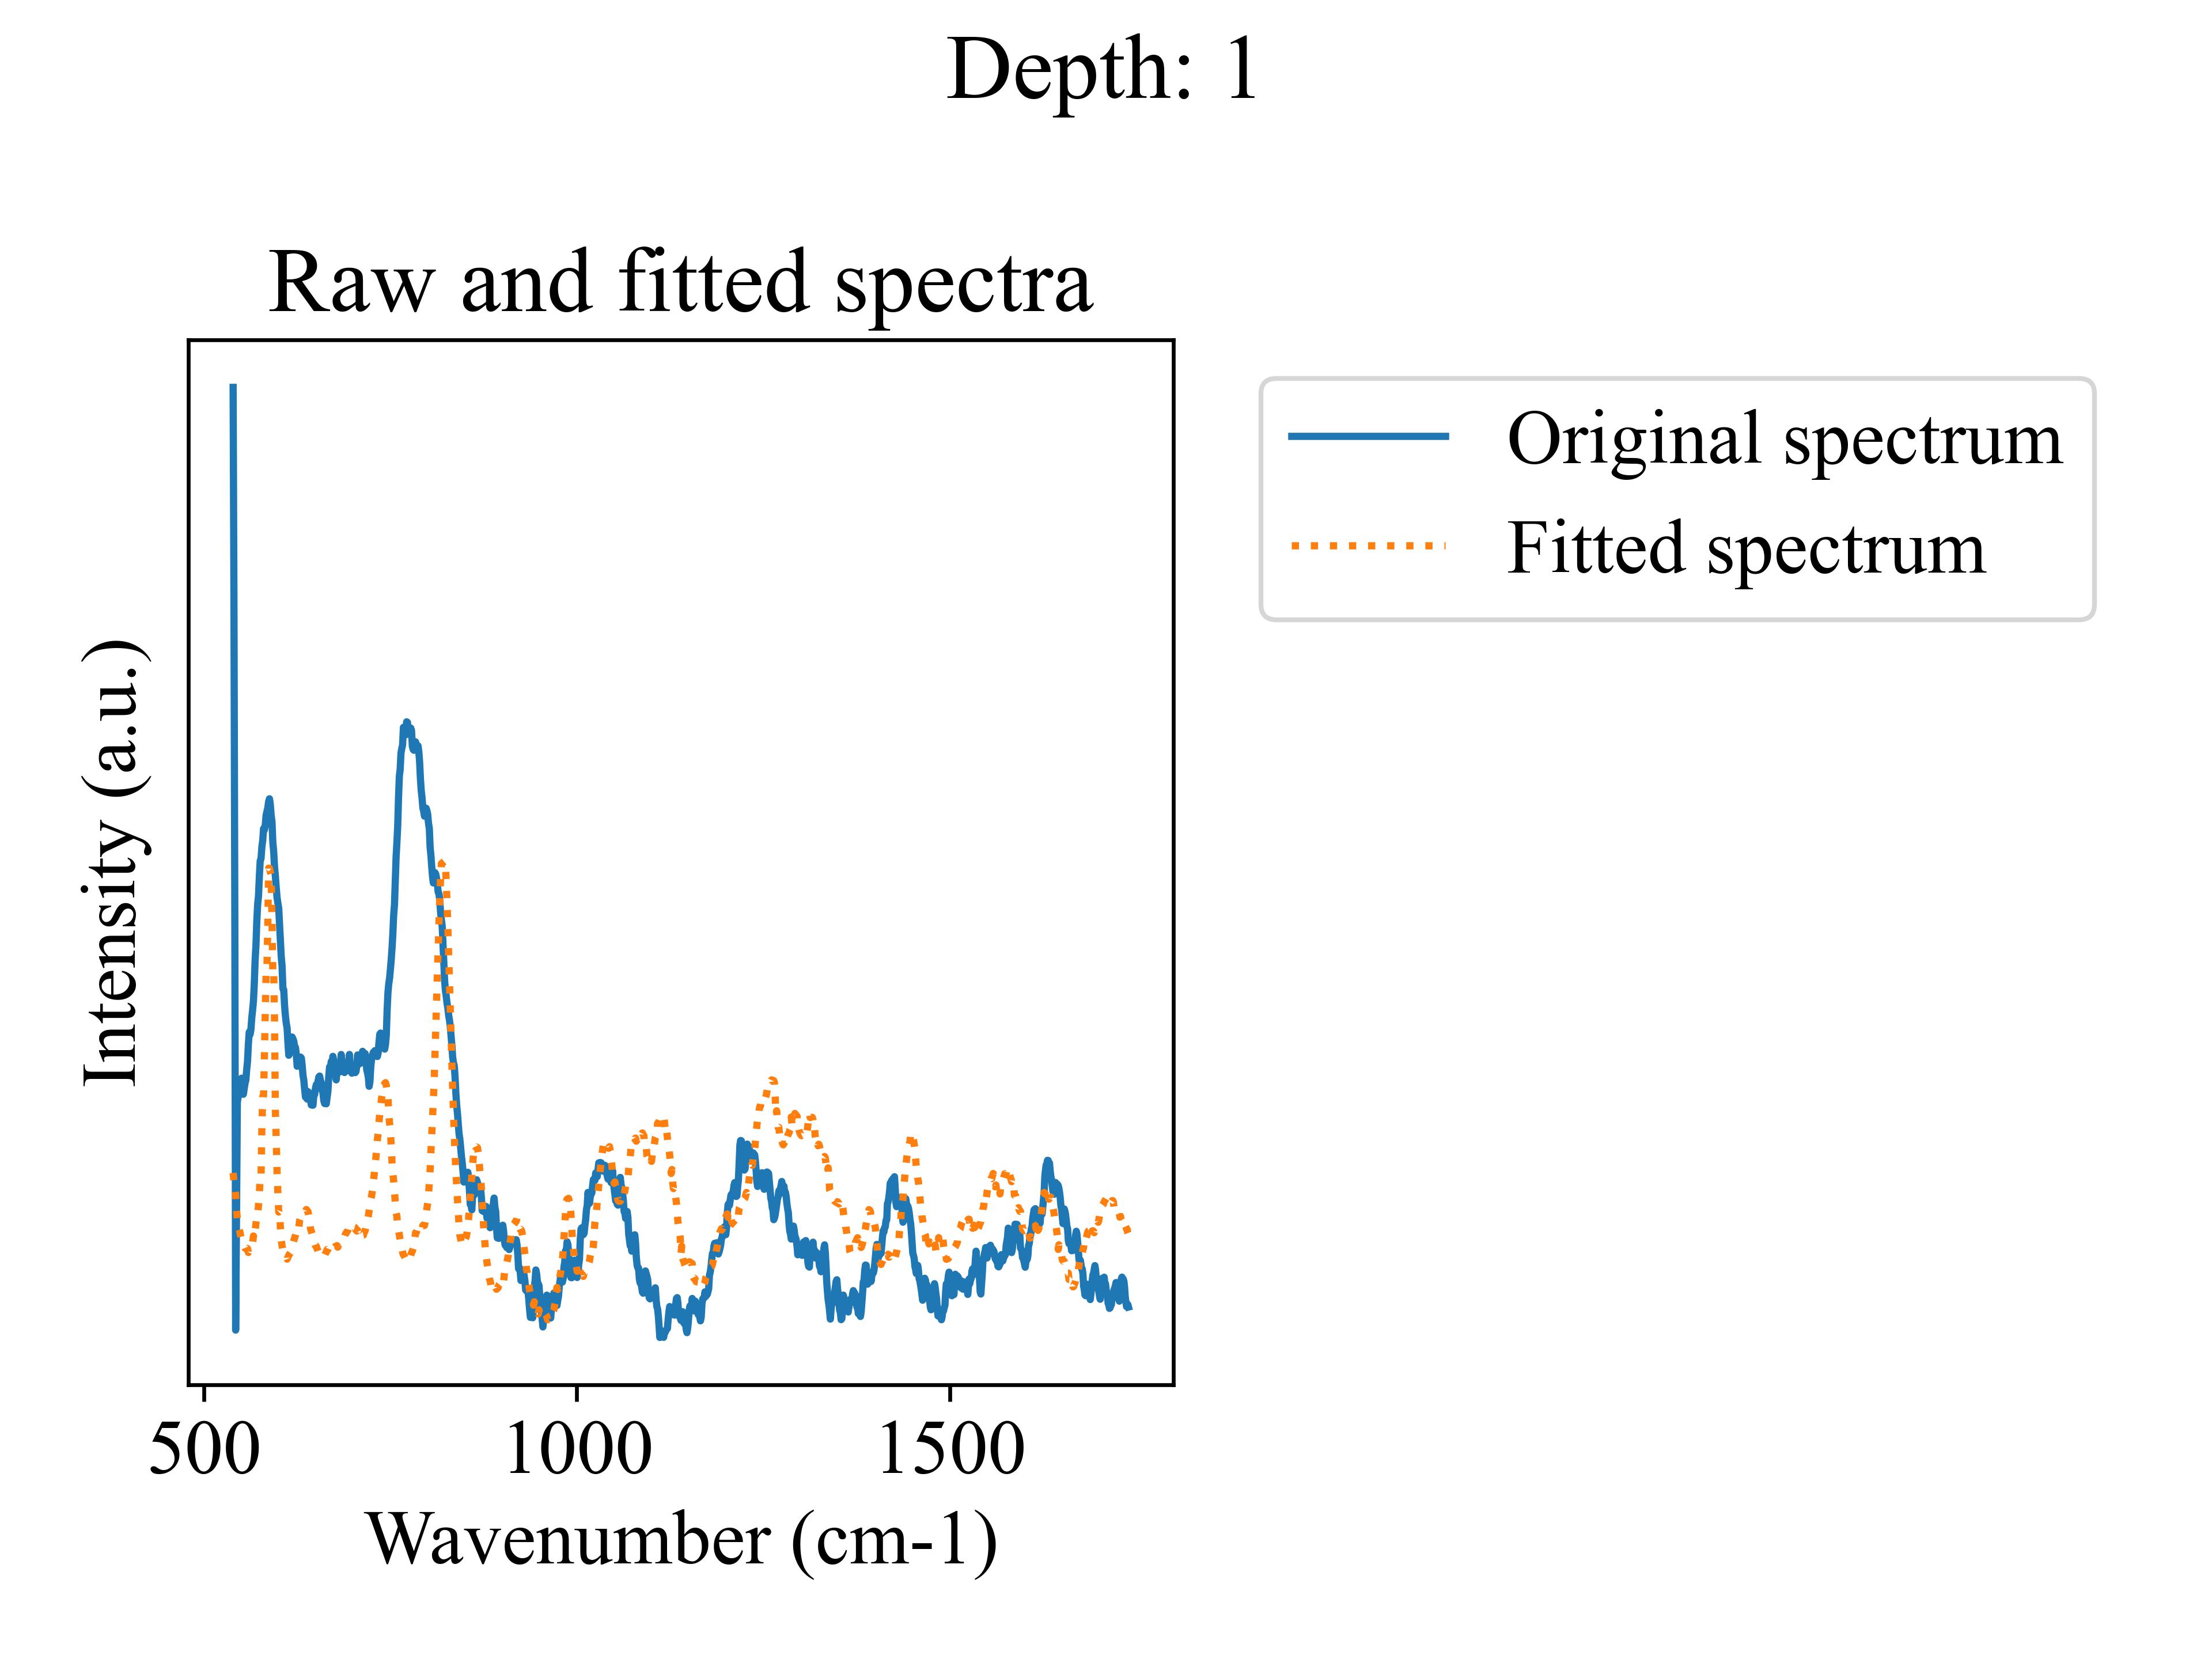 Depth: 1
Raw and fitted spectra
Original spectrum
Fitted spectrum
Intensity (a.u.)
500 1000 1500
Wavenumber (cm-1)